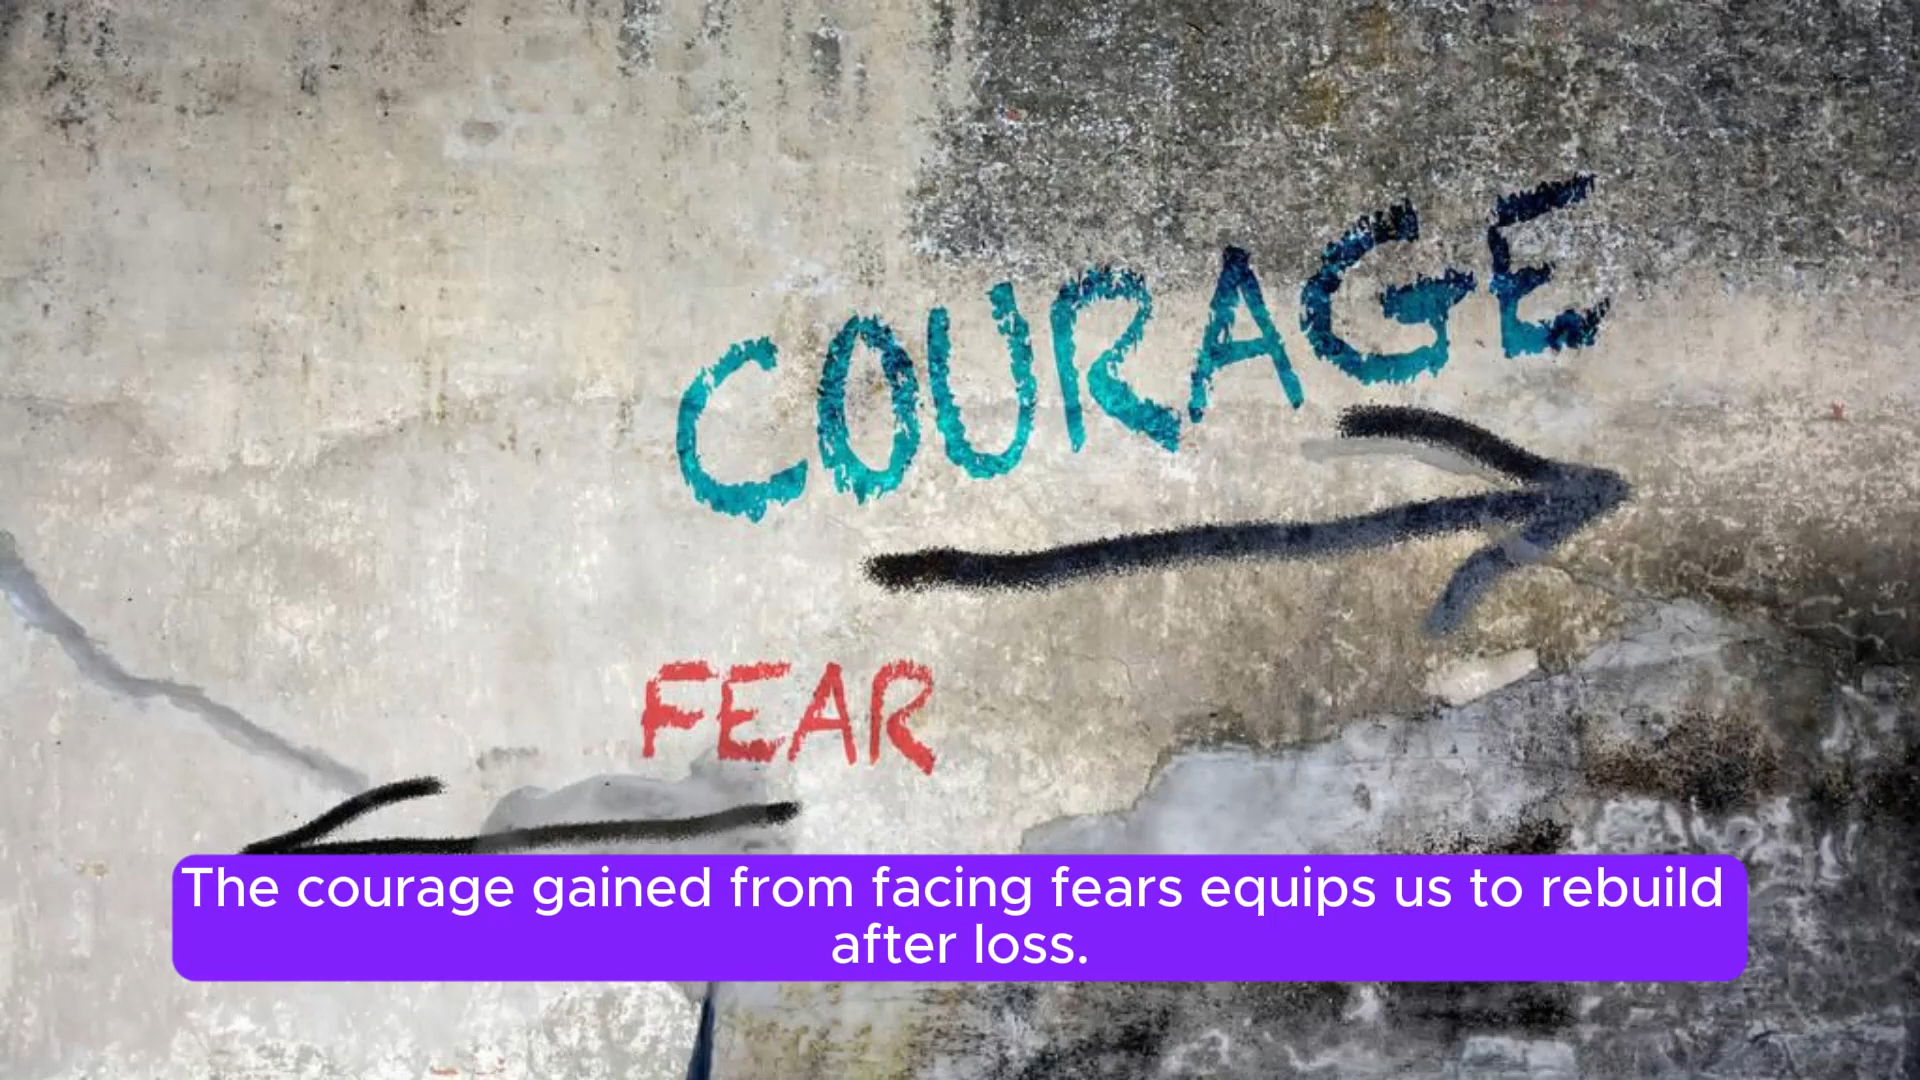 COURAGE
FEAR
The courage gained from facing fears equips us to rebuild
after loss.